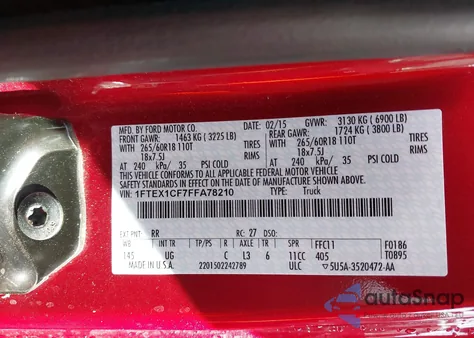 MFD. BY FORD MOTOR CO. DATE: 02/15 GVWR: 3130 KG ( 6900 LB)
FRONT GAWR: 1463 KG ( 3225 LB) REAR GAWR: 1724 KG ( 3800 LB)
WITH 265/60R18 110T TIRES WITH 265/60R18 110T TIRES
18x7.5J RIMS 18x7.5J RIMS
AT 240 kPa/ 35 PSI COLD AT 240 kPa/ 35 PSI COLD
THIS VEHICLE CONFORMS TO ALL APPLICABLE FEDERAL MOTOR VEHICLE
SAFETY STANDARD IN EFFECT ON THE DATE OF MANUFACTURE SHOWN ABOVE.
VIN: 1FTEX1CF7FFA78210 TYPE: Truck
EXT PNT: RR RC: 27 DSO:
WB INT TR TP/PS R AXLE TR SPR FFC11 F0186
145 UG C L3 6 11CC 405 T0B95
MADE IN U.S.A. 2201502242789 ULC 5U5A-3520472-AA
autoSnap